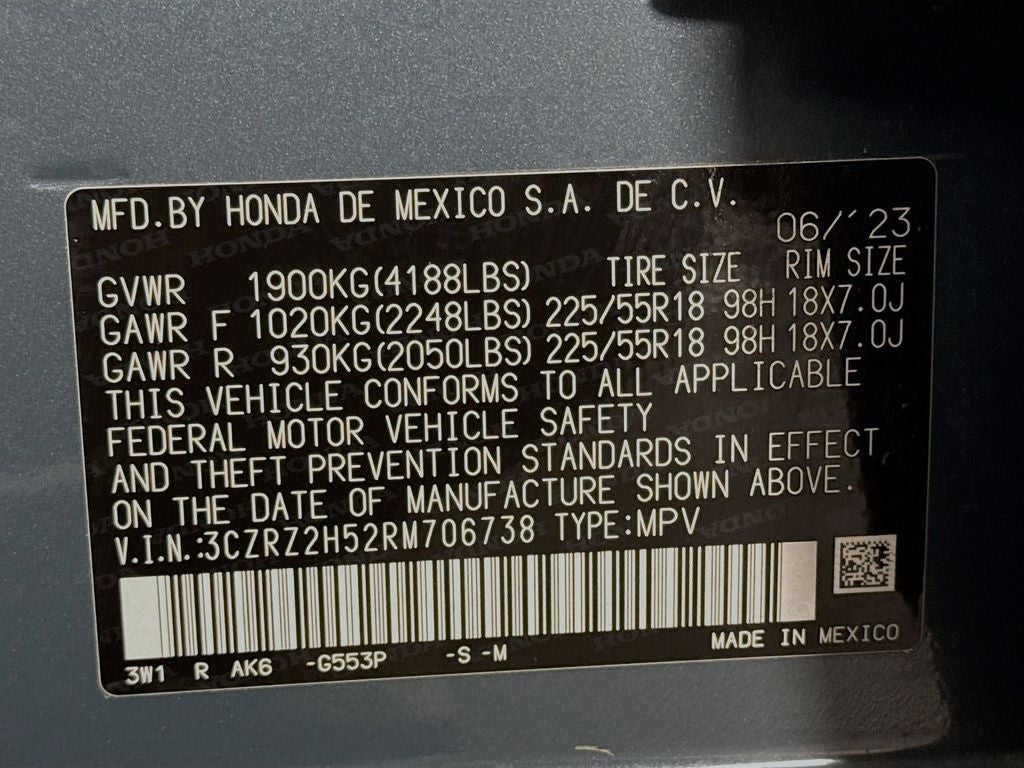 MFD.BY HONDA DE MEXICO S.A. DE C.V.
06/´23
GVWR 1900KG(4188LBS) TIRE SIZE RIM SIZE
GAWR F 1020KG(2248LBS) 225/55R18 98H 18X7.0J
GAWR R 930KG(2050LBS) 225/55R18 98H 18X7.0J
THIS VEHICLE CONFORMS TO ALL APPLICABLE
FEDERAL MOTOR VEHICLE SAFETY
AND THEFT PREVENTION STANDARDS IN EFFECT
ON THE DATE OF MANUFACTURE SHOWN ABOVE.
V.I.N.:3CZRZ2H52RM706738 TYPE:MPV
MADE IN MEXICO
3W1 R AK6 -G553P -S -M